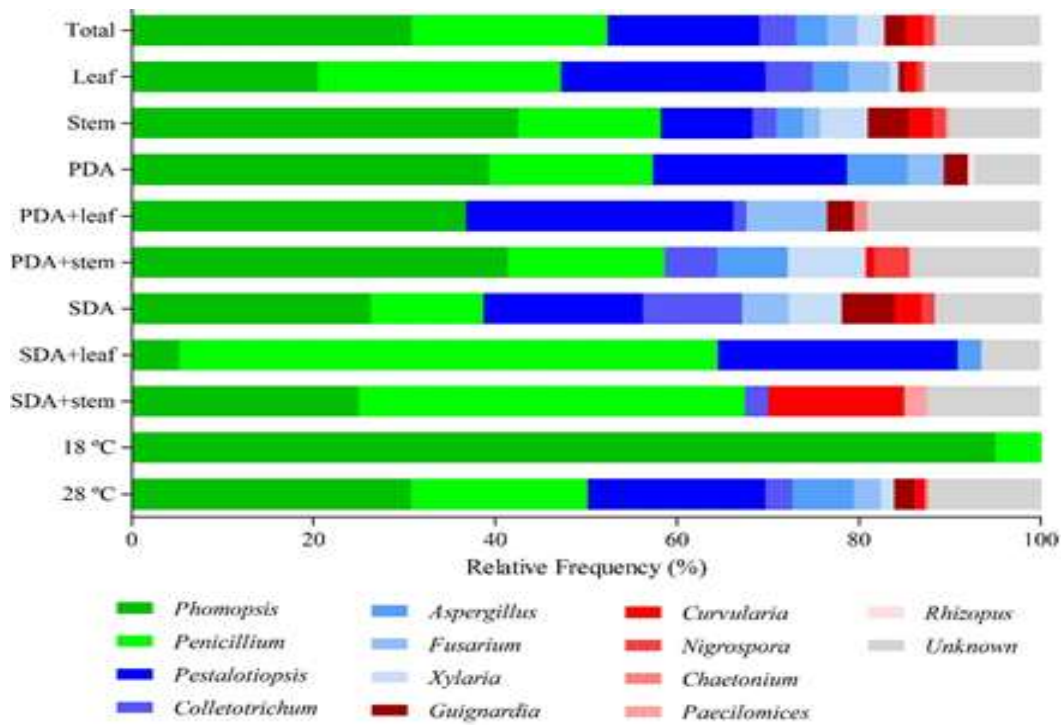 Total
Leaf
Stem
PDA
PDA+leaf
PDA+stem
SDA
SDA+leaf
SDA+stem
18 ºC
28 ºC
0 20 40 60 80 100
Relative Frequency (%)
Phomopsis Aspergillus Curvularia Rhizopus
Penicillium Fusarium Nigrospora Unknown
Pestalotiopsis Xylaria Chaetonium
Colletotrichum Guignardia Paecilomices